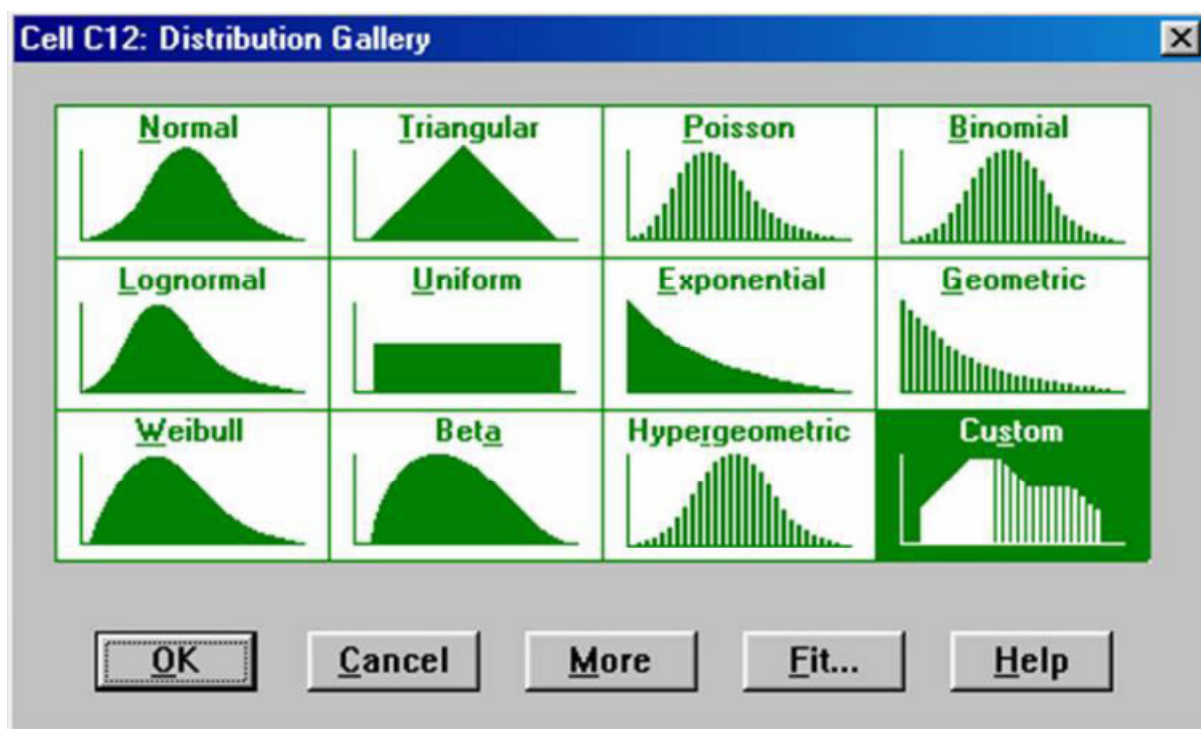 Cell C12: Distribution Gallery
Normal
Triangular
Poisson
Binomial
Lognormal
Uniform
Exponential
Geometric
Weibull
Beta
Hypergeometric
Custom
OK
Cancel
More
Fit...
Help